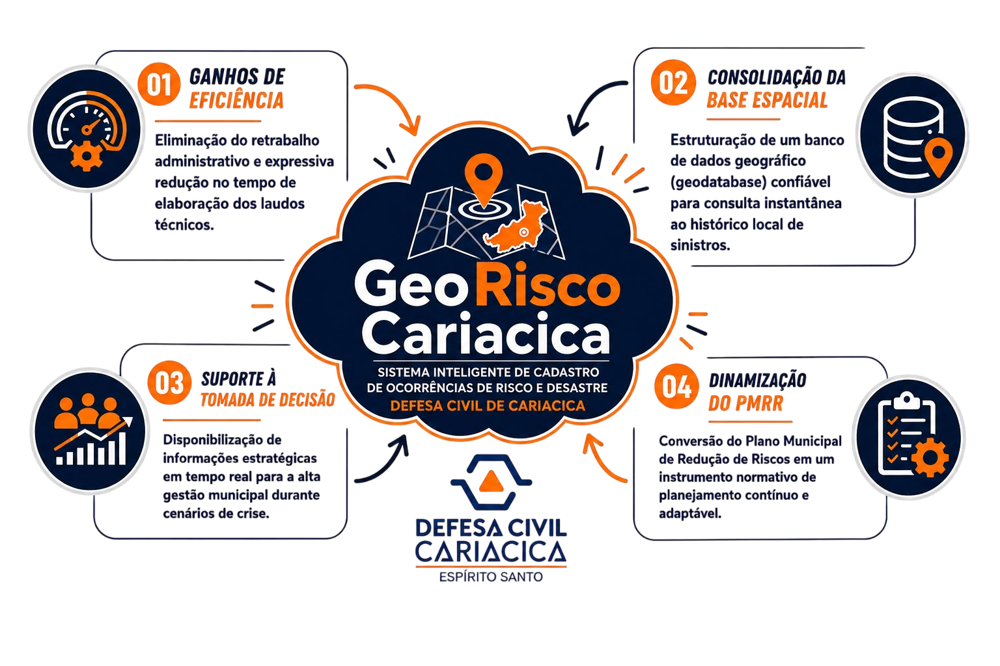 01
GANHOS DE
EFICIÊNCIA
Eliminação do retrabalho
administrativo e expressiva
redução no tempo de
elaboração dos laudos
técnicos.
02
CONSOLIDAÇÃO DA
BASE ESPACIAL
Estruturação de um banco
de dados geográfico
(geodatabase) confiável
para consulta instantânea
ao histórico local de
sinistros.
GeoRisco
Cariacica
SISTEMA INTELIGENTE DE CADASTRO
DE OCORRÊNCIAS DE RISCO E DESASTRE
DEFESA CIVIL DE CARIACICA
03
SUPORTE À
TOMADA DE DECISÃO
Disponibilização de
informações estratégicas
em tempo real para a alta
gestão municipal durante
cenários de crise.
04
DINAMIZAÇÃO
DO PMRR
Conversão do Plano Municipal
de Redução de Riscos em um
instrumento normativo de
planejamento contínuo e
adaptável.
DEFESA CIVIL
CARIACICA
ESPÍRITO SANTO